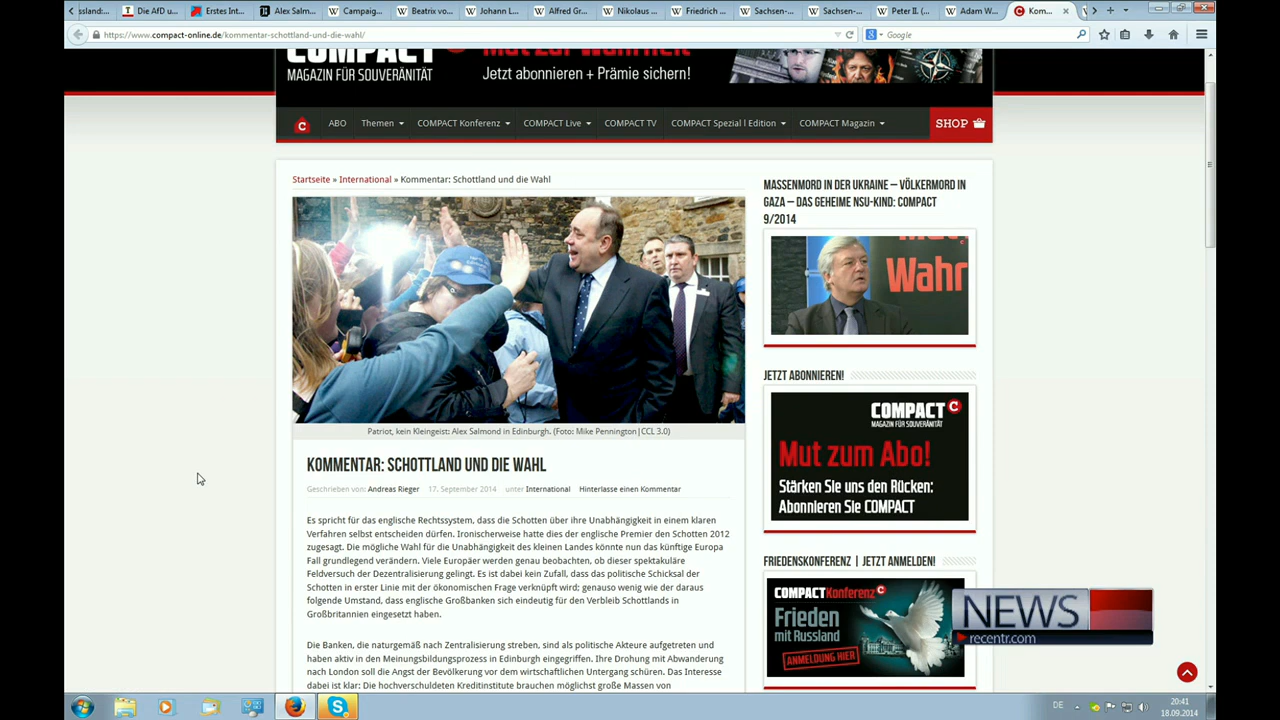 ssland:...
Die AfD u...
Erstes Int...
Alex Salm...
Campaig...
Beatrix vo...
Johann L...
Alfred Gr...
Nikolaus ...
Friedrich ...
Sachsen-...
Sachsen-...
Peter II. (...
Adam W...
Kom...
https://www.compact-online.de/kommentar-schottland-und-die-wahl/
Google
COMPACT
MAGAZIN FÜR SOUVERÄNITÄT
Mut zur Wahrheit
Jetzt abonnieren + Prämie sichern!
ABO
Themen
COMPACT Konferenz
COMPACT Live
COMPACT TV
COMPACT Spezial l Edition
COMPACT Magazin
SHOP
Startseite » International » Kommentar: Schottland und die Wahl
Patriot, kein Kleingeist: Alex Salmond in Edinburgh. (Foto: Mike Pennington|CCL 3.0)
KOMMENTAR: SCHOTTLAND UND DIE WAHL
Geschrieben von: Andreas Rieger 17. September 2014 unter International Hinterlasse einen Kommentar
Es spricht für das englische Rechtssystem, dass die Schotten über ihre Unabhängigkeit in einem klaren
Verfahren selbst entscheiden dürfen. Ironischerweise hatte dies der englische Premier den Schotten 2012
zugesagt. Die mögliche Wahl für die Unabhängigkeit des kleinen Landes könnte nun das künftige Europa
Fall grundlegend verändern. Viele Europäer werden genau beobachten, ob dieser spektakuläre
Feldversuch der Dezentralisierung gelingt. Es ist dabei kein Zufall, dass das politische Schicksal der
Schotten in erster Linie mit der ökonomischen Frage verknüpft wird; genauso wenig wie der daraus
folgende Umstand, dass englische Großbanken sich eindeutig für den Verbleib Schottlands in
Großbritannien eingesetzt haben.
Die Banken, die naturgemäß nach Zentralisierung streben, sind als politische Akteure aufgetreten und
haben aktiv in den Meinungsbildungsprozess in Edinburgh eingegriffen. Ihre Drohung mit Abwanderung
nach London soll die Angst der Bevölkerung vor dem wirtschaftlichen Untergang schüren. Das Interesse
dabei ist klar: Die hochverschuldeten Kreditinstitute brauchen möglichst große Massen von
MASSENMORD IN DER UKRAINE – VÖLKERMORD IN
GAZA – DAS GEHEIME NSU-KIND: COMPACT
9/2014
Wahr
JETZT ABONNIEREN!
COMPACT C
MAGAZIN FÜR SOUVERÄNITÄT
Mut zum Abo!
Stärken Sie uns den Rücken:
Abonnieren Sie COMPACT
FRIEDENSKONFERENZ | JETZT ANMELDEN!
COMPACTKonferenz C
Frieden
mit Russland
ANMELDUNG HIER
NEWS
recentr.com
DE
20:41
18.09.2014